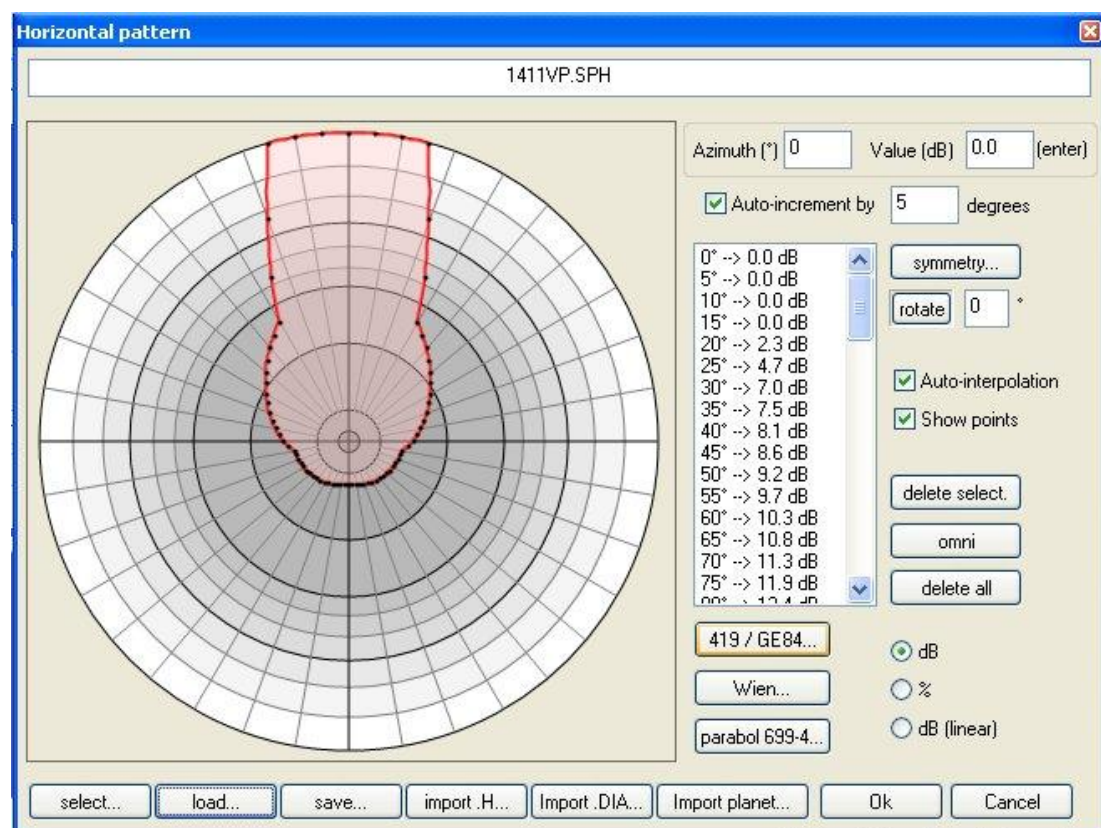 Horizontal pattern
1411VP.SPH
Azimuth (°) 0 Value (dB) 0.0 (enter)
Auto-increment by 5 degrees
0° --> 0.0 dB
5° --> 0.0 dB
10° --> 0.0 dB
15° --> 0.0 dB
20° --> 2.3 dB
25° --> 4.7 dB
30° --> 7.0 dB
35° --> 7.5 dB
40° --> 8.1 dB
45° --> 8.6 dB
50° --> 9.2 dB
55° --> 9.7 dB
60° --> 10.3 dB
65° --> 10.8 dB
70° --> 11.3 dB
75° --> 11.9 dB
symmetry...
rotate 0 °
Auto-interpolation
Show points
delete select.
omni
delete all
419 / GE84...
Wien...
parabol 699-4...
dB
%
dB (linear)
select... load... save... import .H... Import .DIA... Import planet... Ok Cancel